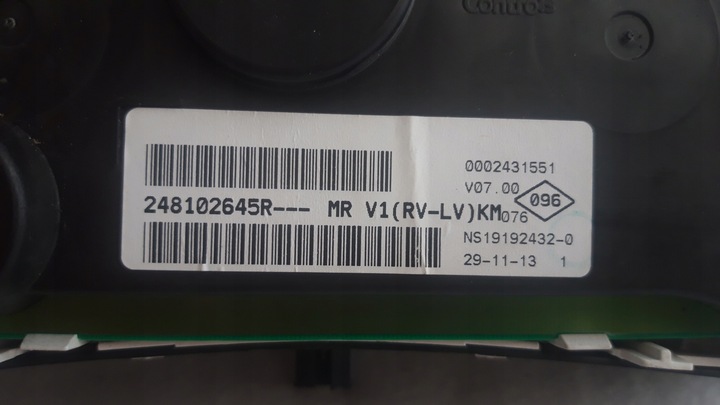 Controls
0002431551
V07.00
096
248102645R--- MR V1(RV-LV)KM
076
NS19192432-0
29-11-13 1